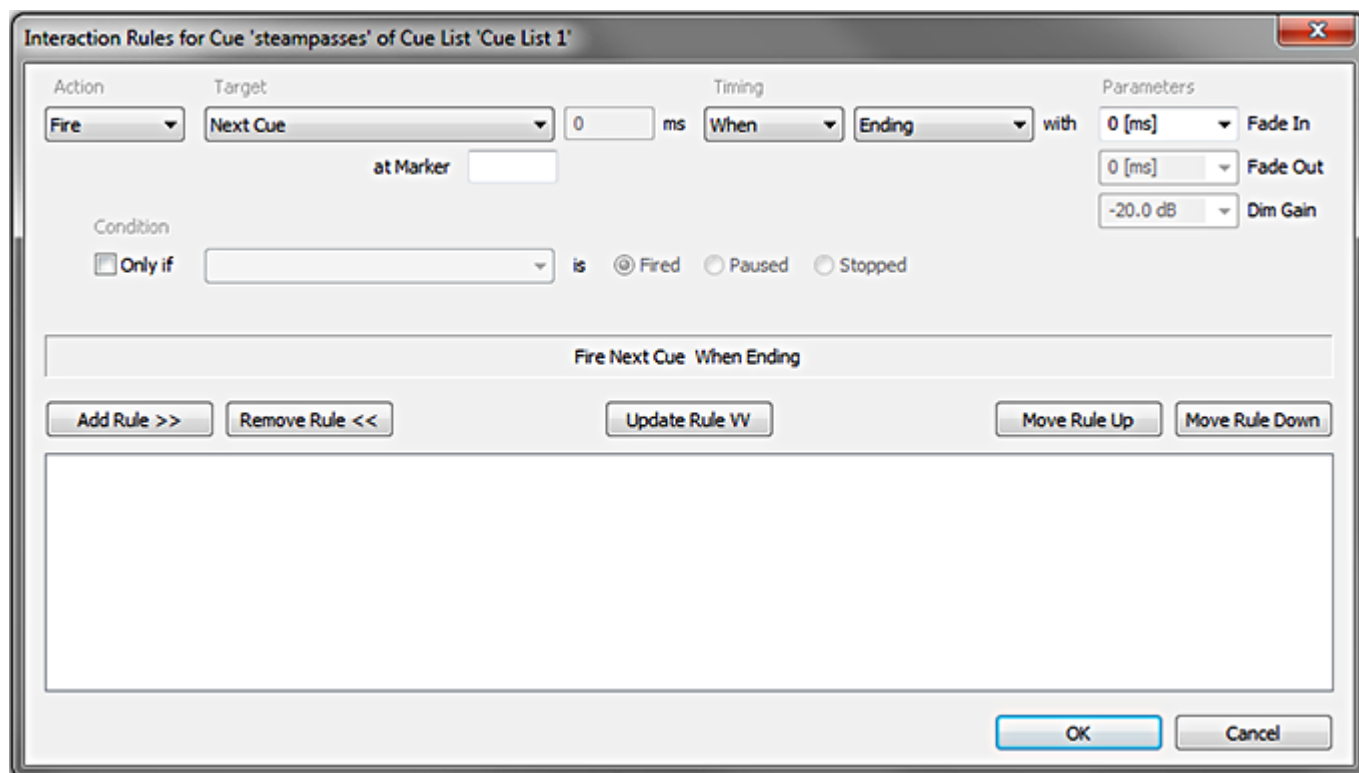 Interaction Rules for Cue 'steampasses' of Cue List 'Cue List 1'
Action Target Timing Parameters
Fire Next Cue 0 ms When Ending with 0 [ms] Fade In
at Marker 0 [ms] Fade Out
-20.0 dB Dim Gain
Condition
Only if is Fired Paused Stopped
Fire Next Cue When Ending
Add Rule >> Remove Rule << Update Rule VV Move Rule Up Move Rule Down
OK Cancel